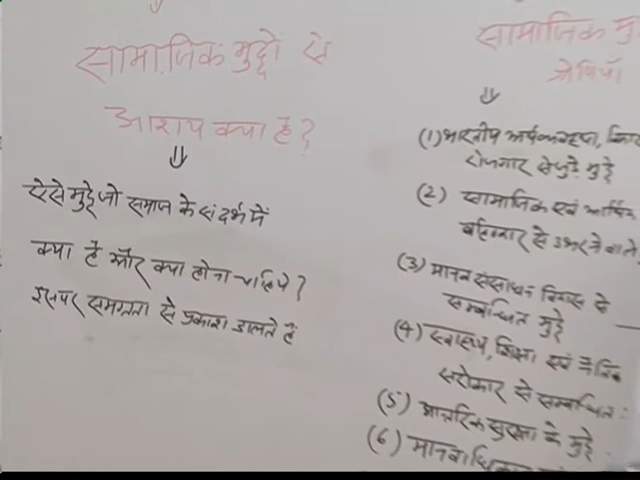 सामाजिक मुद्दों से
आशय क्या है?
ऐसे मुद्दे जो समाज के संदर्भ में
क्या है और क्या होना चाहिये?
इसपर समग्रता से प्रकाश डालते हैं
सामाजिक
श्रेणियाँ
(1) भारतीय अर्थव्यवस्था,
रोजगार से जुड़े मुद्दे
(2) सामाजिक एवं आर्थिक
बहिष्कार से उभरने वाले
(3) मानव संसाधन विकास से
सम्बन्धित मुद्दे
(4) स्वास्थ्य, शिक्षा एवं नैतिक
सरोकार से सम्बन्धित
(5) आन्तरिक सुरक्षा के मुद्दे
(6)